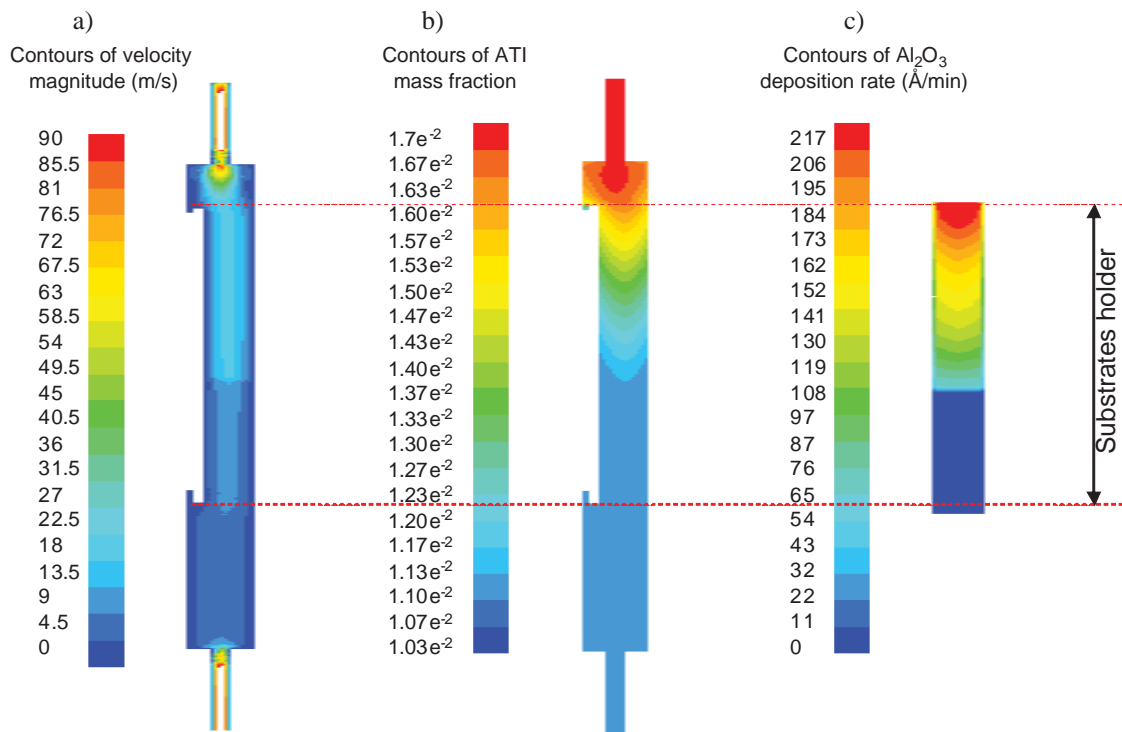 a)
Contours of velocity
magnitude (m/s)
90
85.5
81
76.5
72
67.5
63
58.5
54
49.5
45
40.5
36
31.5
27
22.5
18
13.5
9
4.5
0
b)
Contours of ATI
mass fraction
1.7e⁻²
1.67e⁻²
1.63e⁻²
1.60e⁻²
1.57e⁻²
1.53e⁻²
1.50e⁻²
1.47e⁻²
1.43e⁻²
1.40e⁻²
1.37e⁻²
1.33e⁻²
1.30e⁻²
1.27e⁻²
1.23e⁻²
1.20e⁻²
1.17e⁻²
1.13e⁻²
1.10e⁻²
1.07e⁻²
1.03e⁻²
c)
Contours of Al₂O₃
deposition rate (Å/min)
217
206
195
184
173
162
152
141
130
119
108
97
87
76
65
54
43
32
22
11
0
Substrates holder